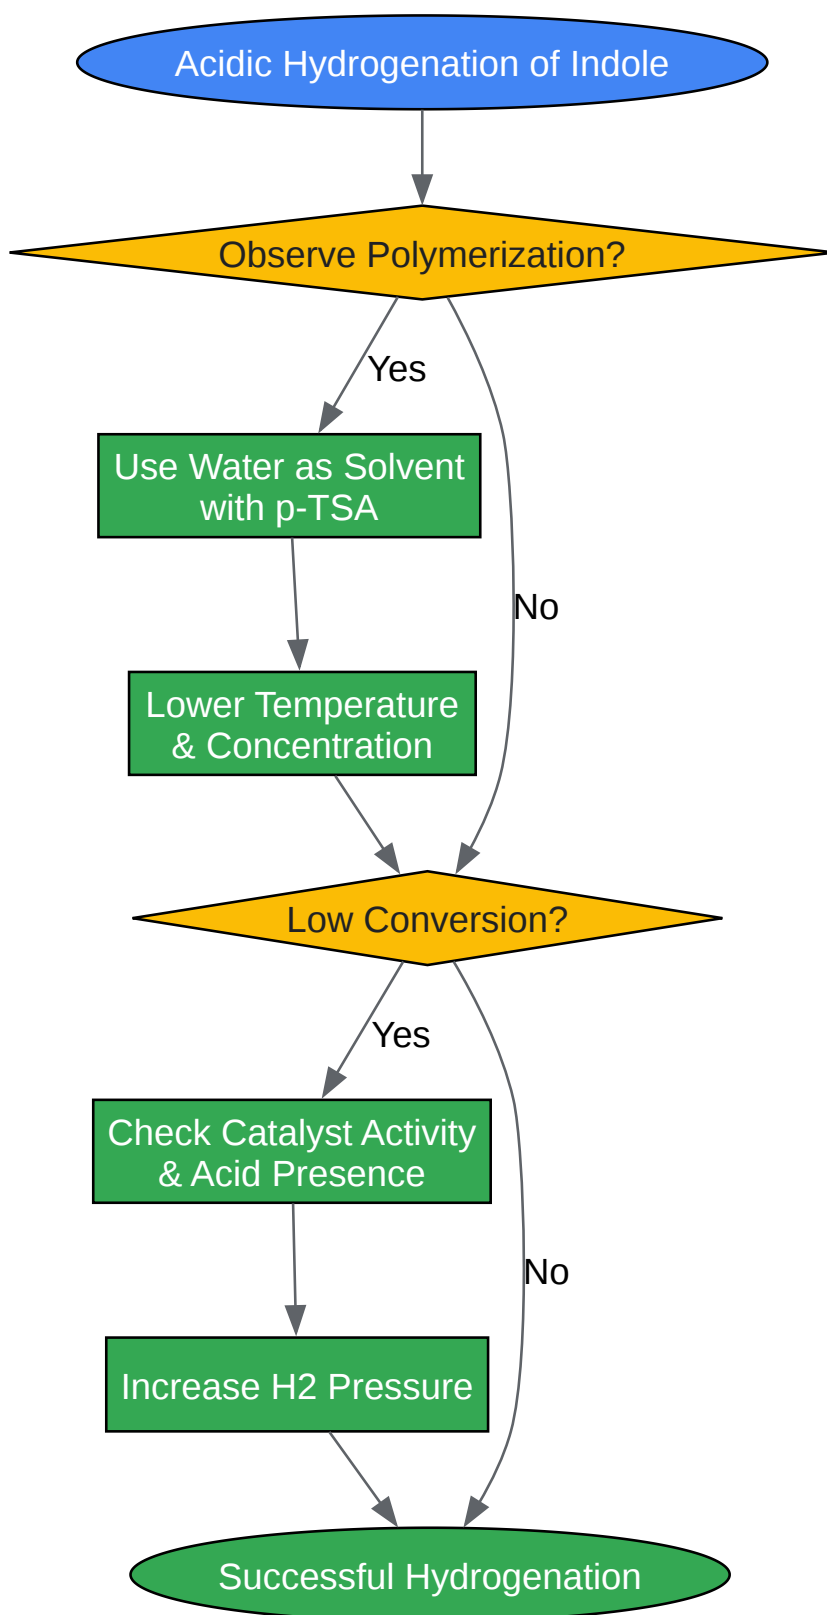 Acidic Hydrogenation of Indole
Observe Polymerization?
Yes
Use Water as Solvent
with p-TSA
No
Lower Temperature
& Concentration
Low Conversion?
Yes
Check Catalyst Activity
& Acid Presence
No
Increase H2 Pressure
Successful Hydrogenation